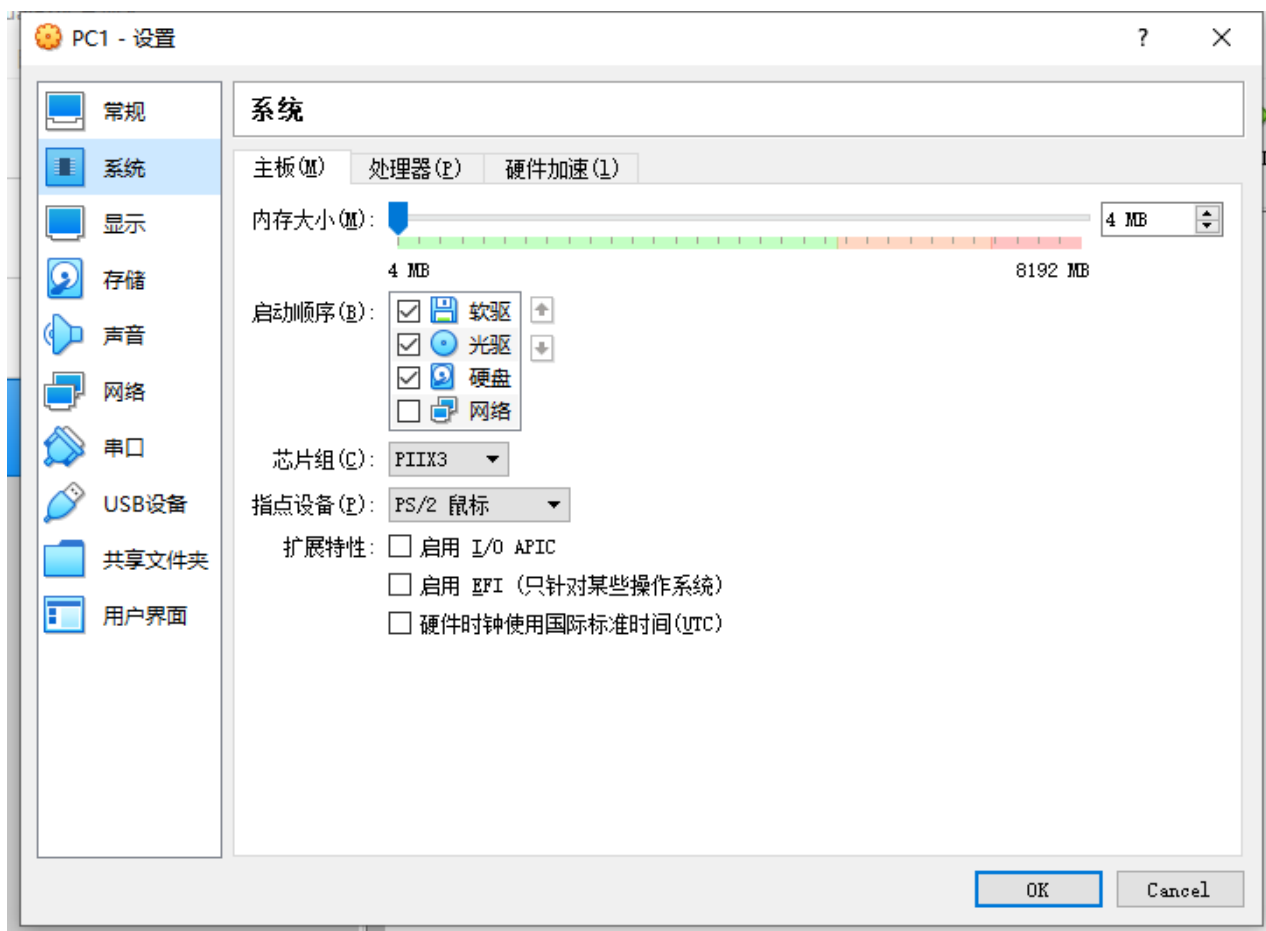 PC1 - 设置
?
常规
系统
显示
存储
声音
网络
串口
USB设备
共享文件夹
用户界面
系统
主板(M) 处理器(P) 硬件加速(l)
内存大小(M): 4 MB
4 MB 8192 MB
启动顺序(B): 软驱
光驱
硬盘
网络
芯片组(C): PIIX3
指点设备(P): PS/2 鼠标
扩展特性: 启用 I/O APIC
启用 EFI (只针对某些操作系统)
硬件时钟使用国际标准时间(UTC)
OK Cancel